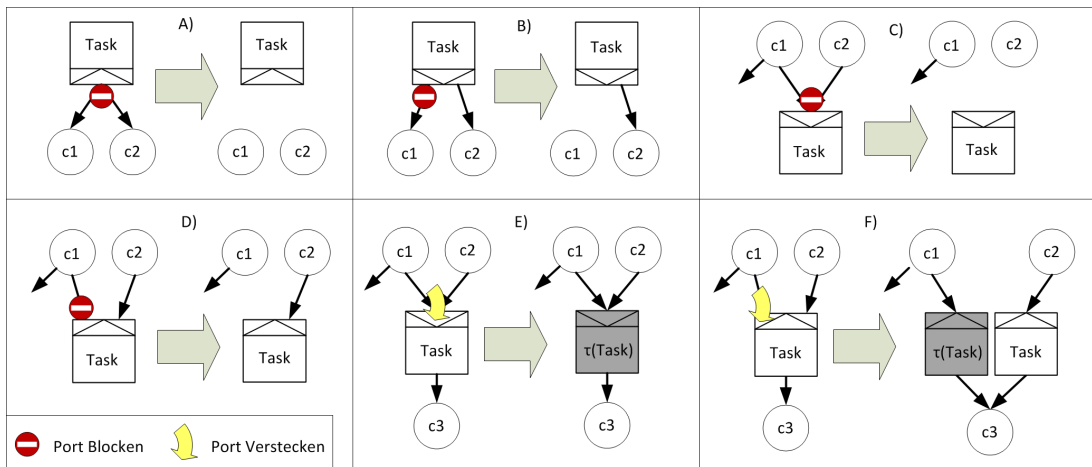 A)
Task
c1
c2
c1
c2
Task
B)
Task
c1
c2
Task
c1
c2
C)
c1
c2
Task
c1
c2
Task
D)
c1
c2
Task
c1
c2
Task
E)
c1
c2
Task
c3
c1
c2
τ(Task)
c3
F)
c1
c2
Task
c3
c1
c2
τ(Task)
Task
c3
Port Blocken
Port Verstecken